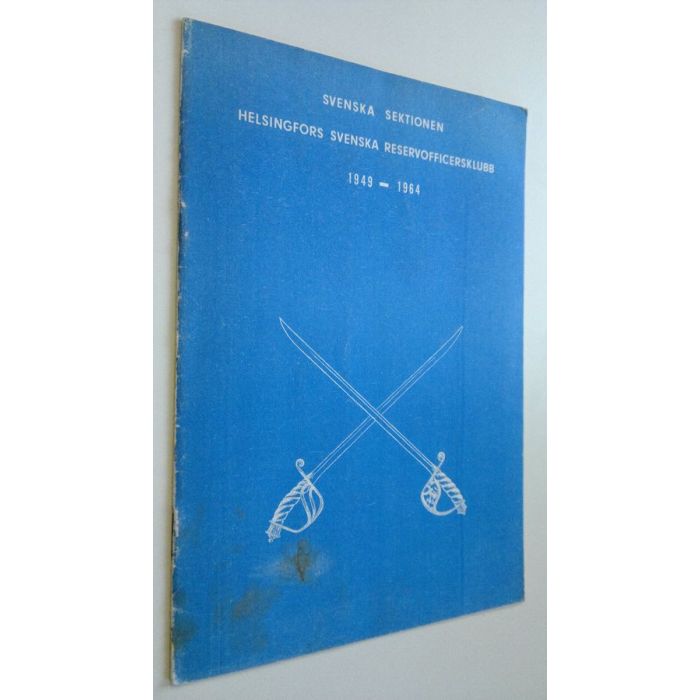 SVENSKA SEKTIONEN
HELSINGFORS SVENSKA RESERVOFFICERSKLUBB
1949 - 1964